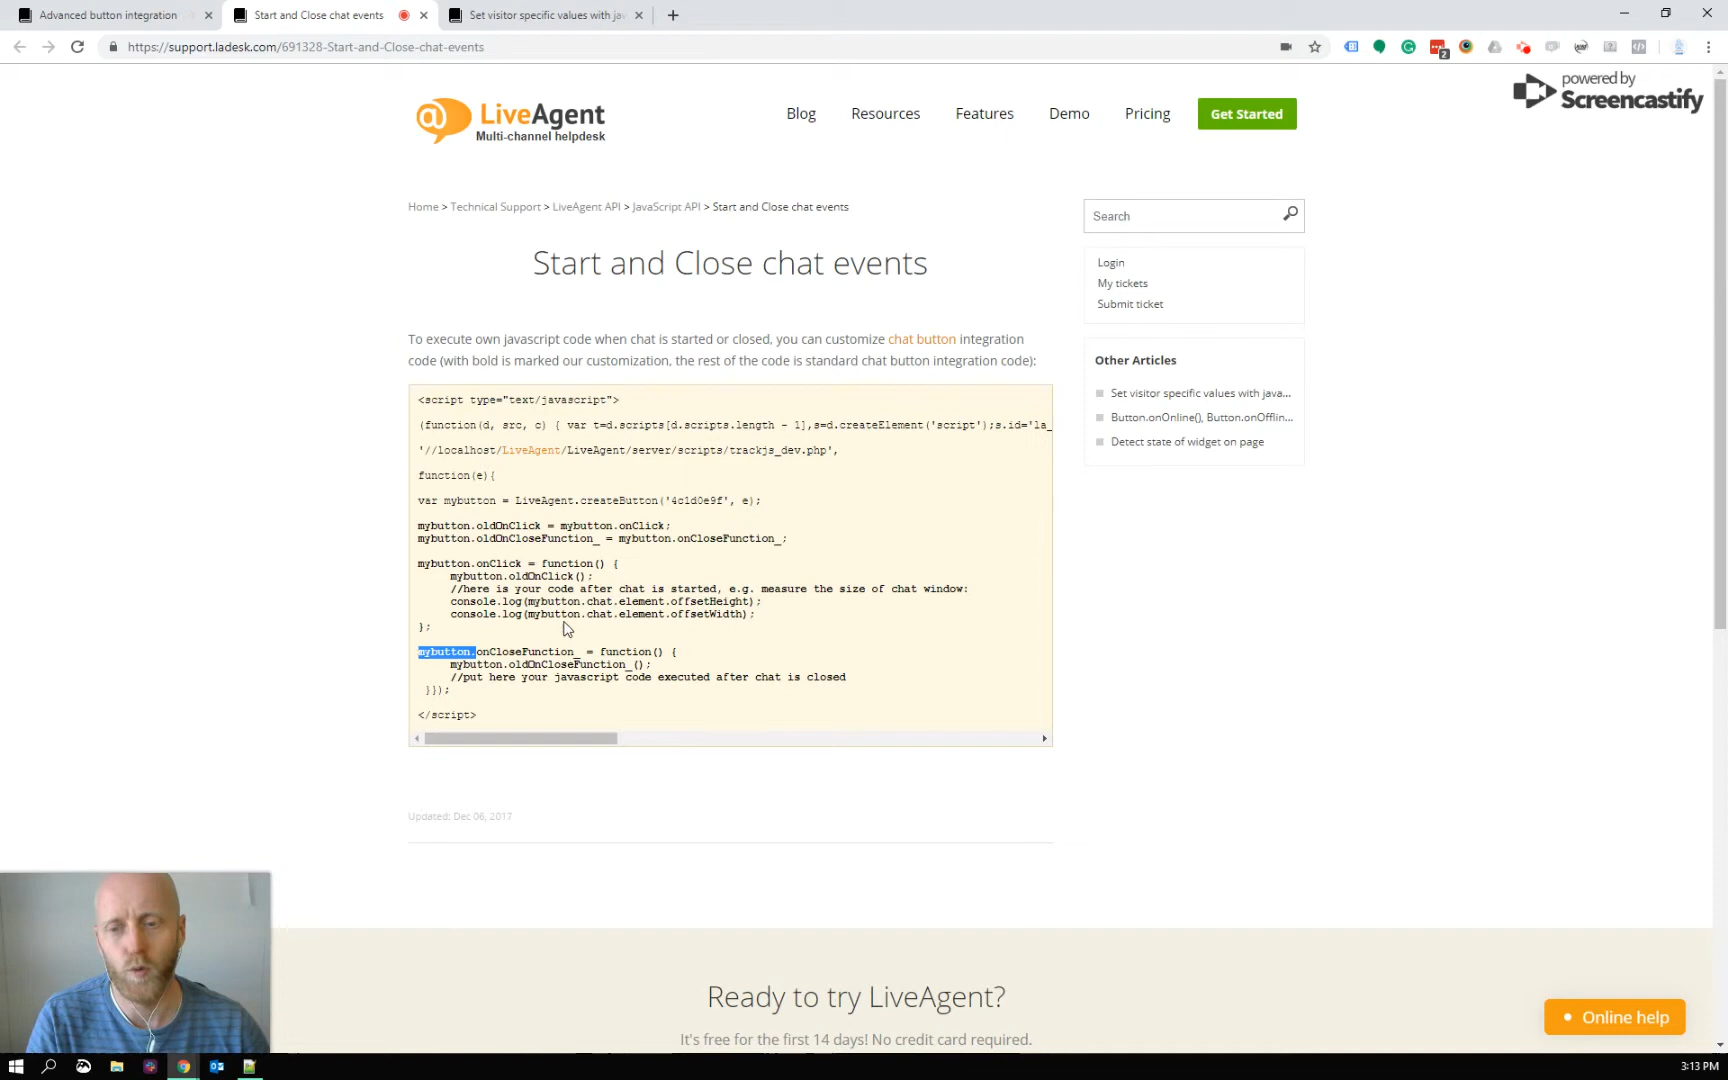 Advanced button integration
Start and Close chat events
Set visitor specific values with ja
https://support.ladesk.com/691328-Start-and-Close-chat-events
2
powered by
Screencastify
LiveAgent
Multi-channel helpdesk
Blog
Resources
Features
Demo
Pricing
Get Started
Home > Technical Support > LiveAgent API > JavaScript API > Start and Close chat events
Search
Start and Close chat events
Login
My tickets
Submit ticket
To execute own javascript code when chat is started or closed, you can customize chat button integration
code (with bold is marked our customization, the rest of the code is standard chat button integration code):
Other Articles
Set visitor specific values with java...
Button.onOnline(), Button.onOfflin...
Detect state of widget on page
<script type="text/javascript">
(function(d, src, c) { var t=d.scripts[d.scripts.length - 1],s=d.createElement('script');s.id='la_
'//localhost/LiveAgent/LiveAgent/server/scripts/trackjs_dev.php',
function(e){
var mybutton = LiveAgent.createButton('4c1d0e9f', e);
mybutton.oldOnClick = mybutton.onClick;
mybutton.oldOnCloseFunction_ = mybutton.onCloseFunction_;
mybutton.onClick = function() {
mybutton.oldOnClick();
//here is your code after chat is started, e.g. measure the size of chat window:
console.log(mybutton.chat.element.offsetHeight);
console.log(mybutton.chat.element.offsetWidth);
};
mybutton.onCloseFunction_ = function() {
mybutton.oldOnCloseFunction_();
//put here your javascript code executed after chat is closed
}});
</script>
Updated: Dec 06, 2017
Ready to try LiveAgent?
It's free for the first 14 days! No credit card required.
Online help
3:13 PM